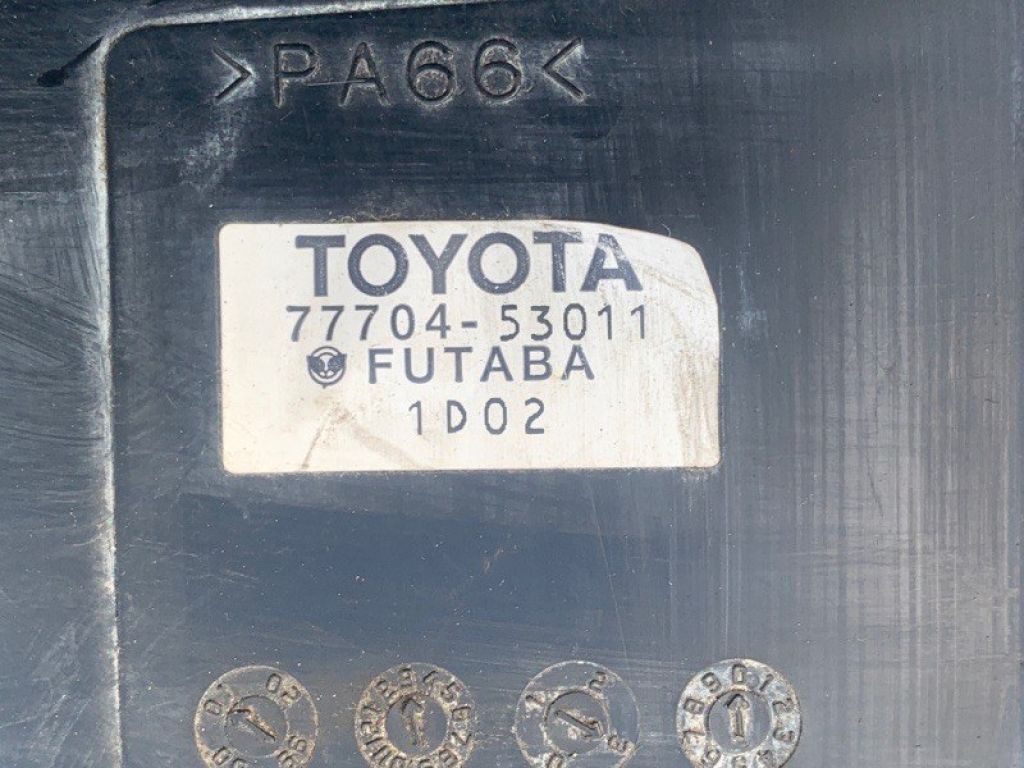 >PA66<
TOYOTA
77704-53011
FUTABA
1D02